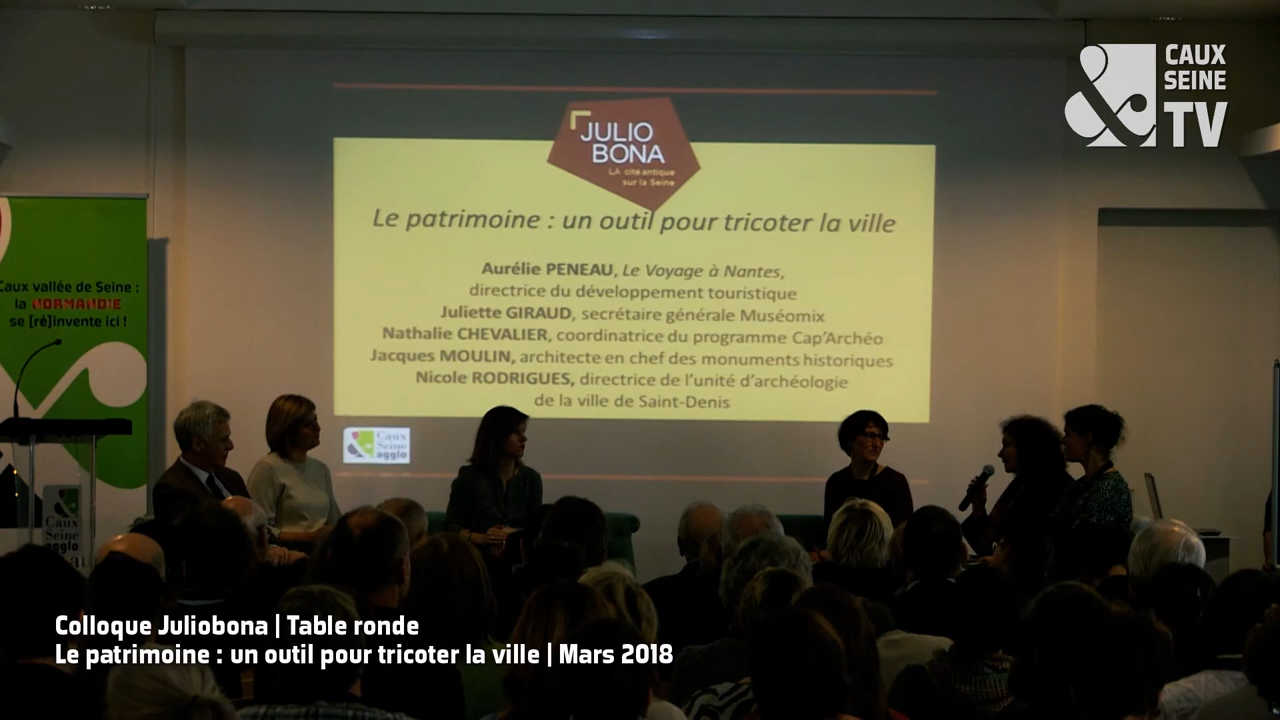 CAUX
SEINE
TV
JULIO
BONA
LA cité antique
sur la Seine
Le patrimoine : un outil pour tricoter la ville
Aurélie PENEAU, Le Voyage à Nantes,
directrice du développement touristique
Juliette GIRAUD, secrétaire générale Muséomix
Nathalie CHEVALIER, coordinatrice du programme Cap'Archéo
Jacques MOULIN, architecte en chef des monuments historiques
Nicole RODRIGUES, directrice de l'unité d'archéologie
de la ville de Saint-Denis
Caux
Seine
agglo
Caux vallée de Seine :
la NORMANDIE
se [ré]invente ici !
Caux
Seine
agglo
Colloque Juliobona | Table ronde
Le patrimoine : un outil pour tricoter la ville | Mars 2018